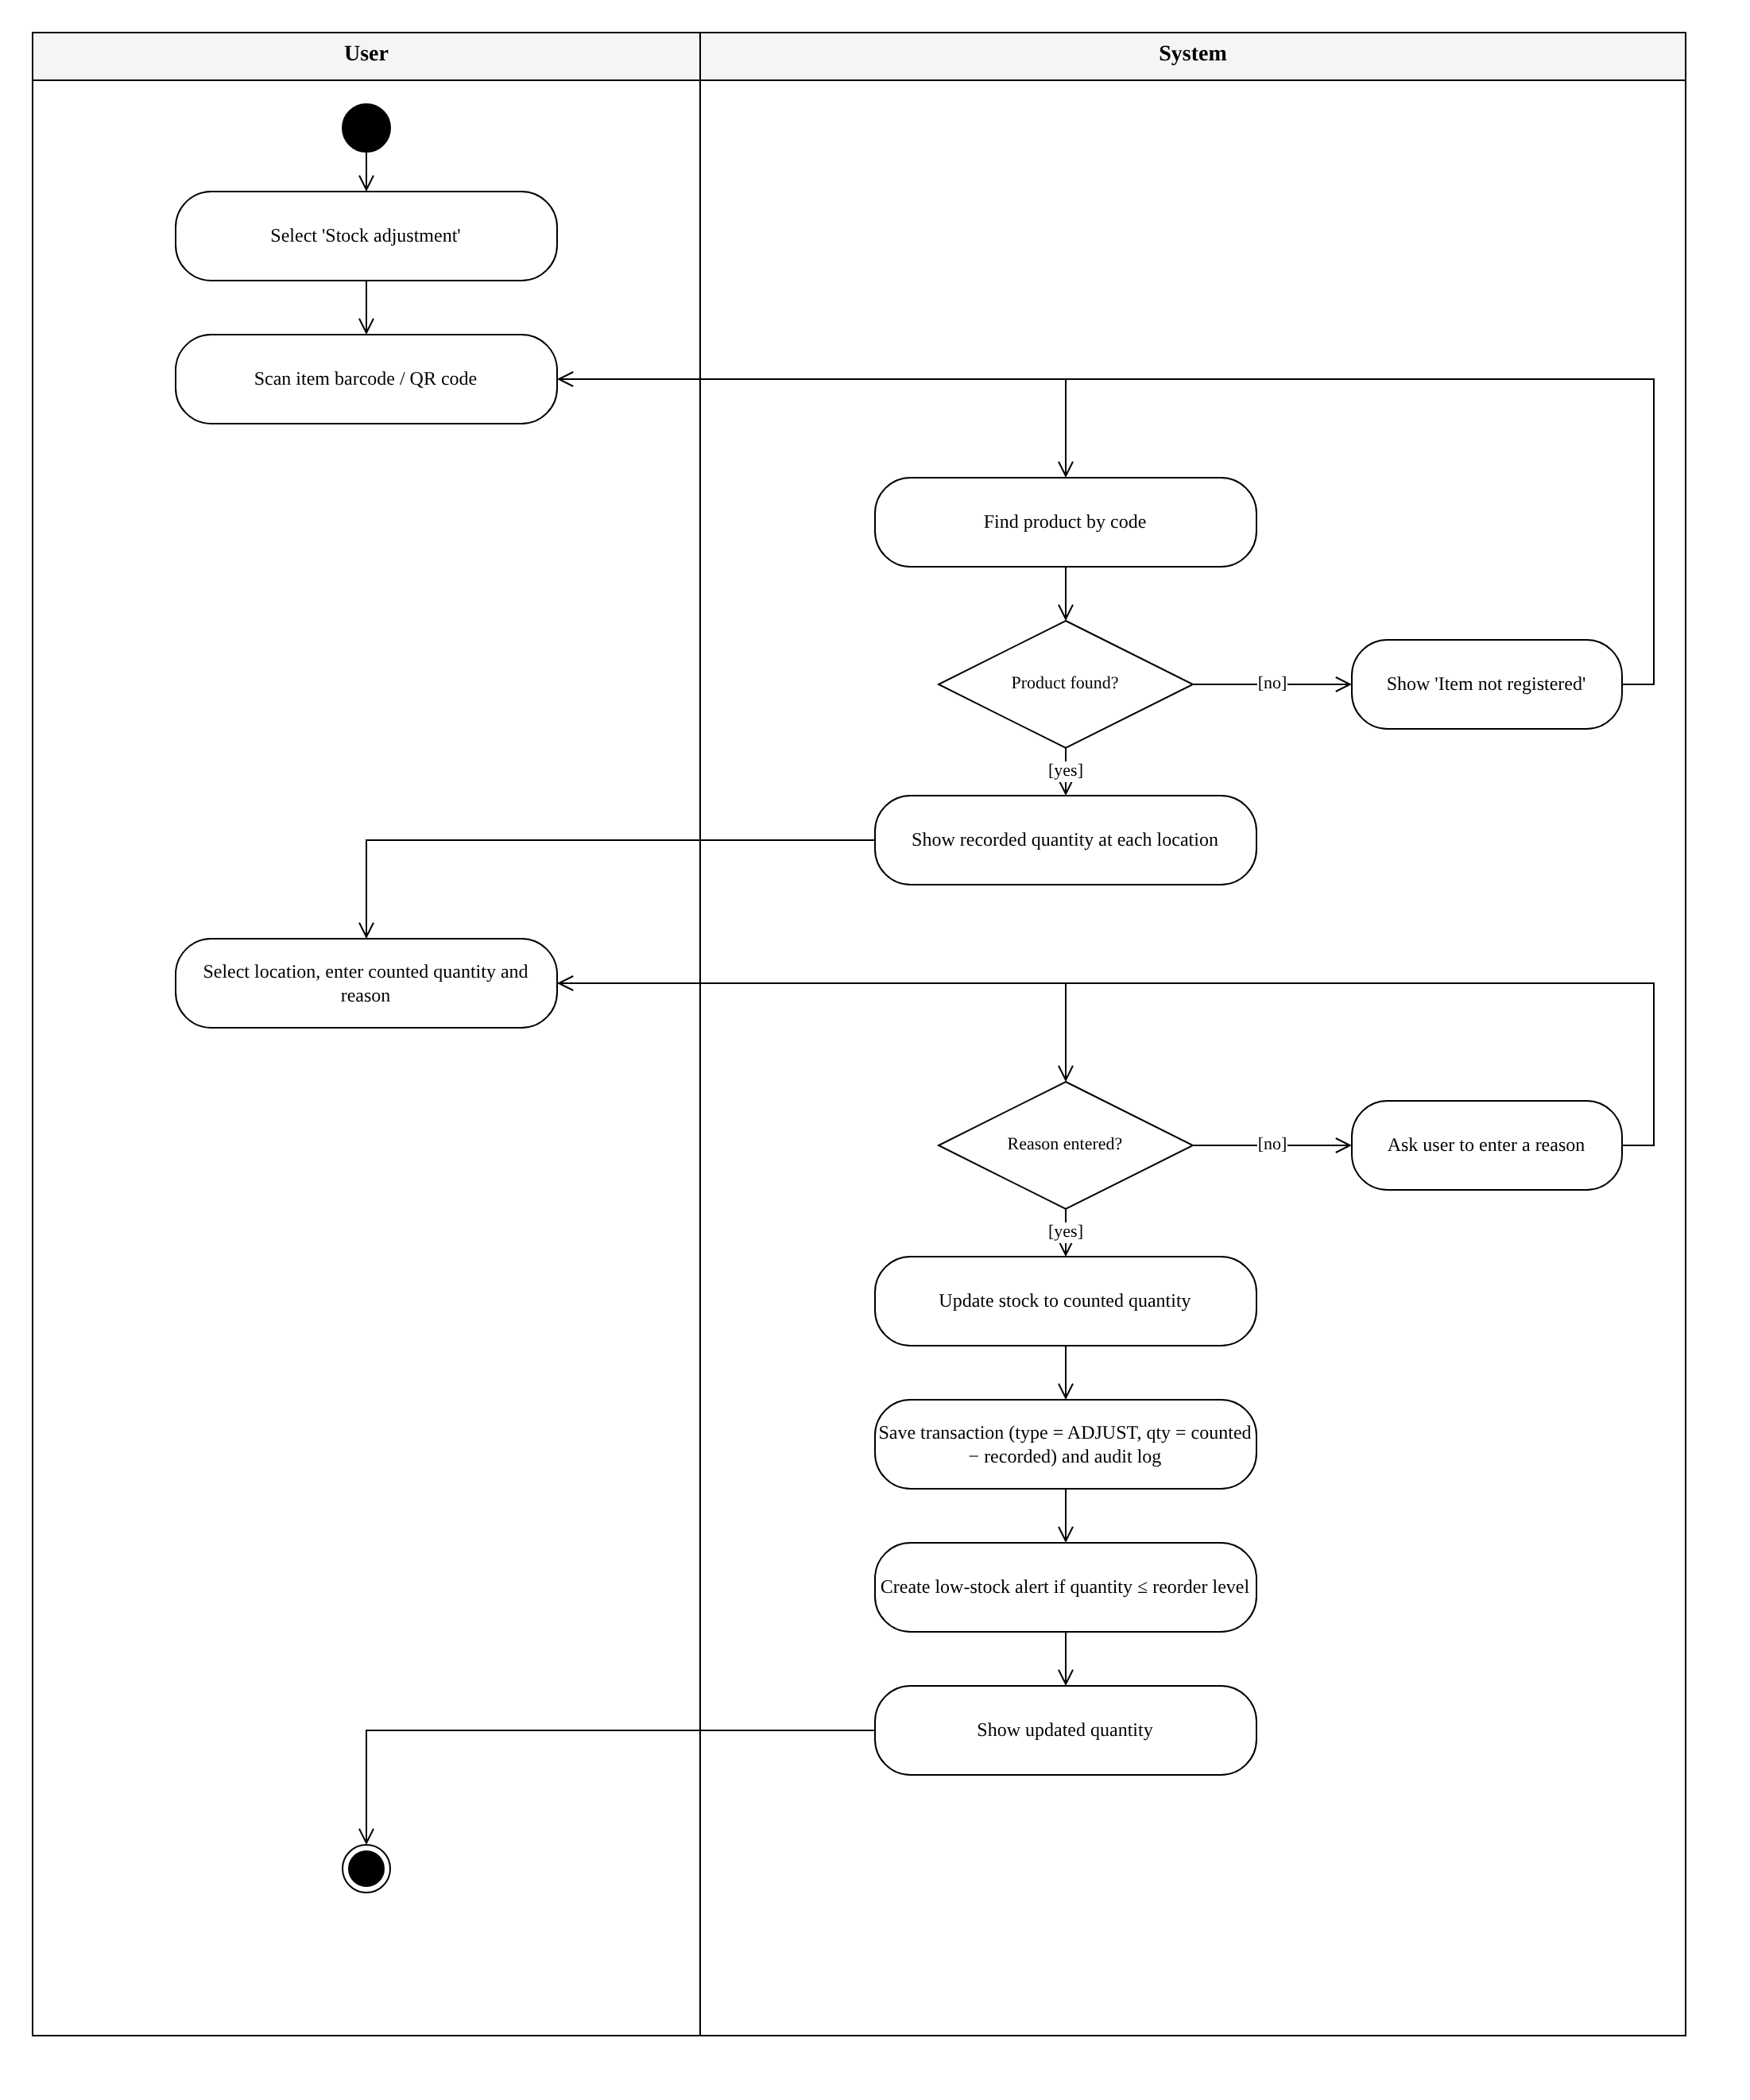 User
System
Select 'Stock adjustment'
Scan item barcode / QR code
Find product by code
Product found?
[no]
Show 'Item not registered'
[yes]
Show recorded quantity at each location
Select location, enter counted quantity and
reason
Reason entered?
[no]
Ask user to enter a reason
[yes]
Update stock to counted quantity
Save transaction (type = ADJUST, qty = counted
− recorded) and audit log
Create low-stock alert if quantity ≤ reorder level
Show updated quantity